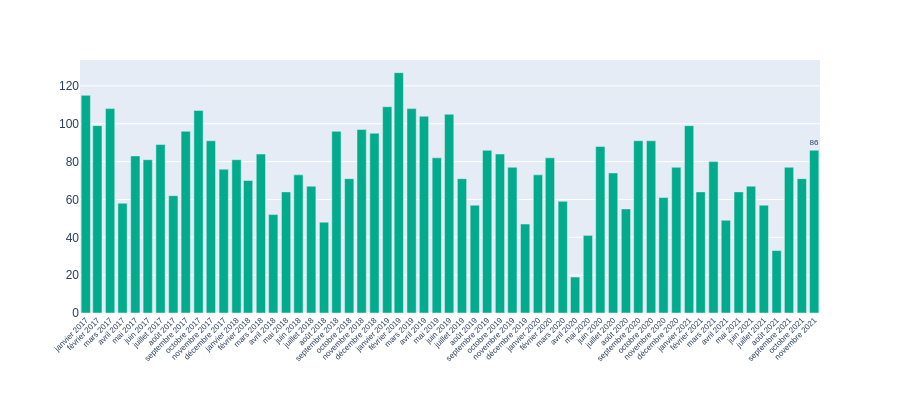 120
100
80
60
40
20
0
86
janvier 2017
février 2017
mars 2017
avril 2017
mai 2017
juin 2017
juillet 2017
août 2017
septembre 2017
octobre 2017
novembre 2017
décembre 2017
janvier 2018
février 2018
mars 2018
avril 2018
mai 2018
juin 2018
juillet 2018
août 2018
septembre 2018
octobre 2018
novembre 2018
décembre 2018
janvier 2019
février 2019
mars 2019
avril 2019
mai 2019
juin 2019
juillet 2019
août 2019
septembre 2019
octobre 2019
novembre 2019
décembre 2019
janvier 2020
février 2020
mars 2020
avril 2020
mai 2020
juin 2020
juillet 2020
août 2020
septembre 2020
octobre 2020
novembre 2020
décembre 2020
janvier 2021
février 2021
mars 2021
avril 2021
mai 2021
juin 2021
juillet 2021
août 2021
septembre 2021
octobre 2021
novembre 2021